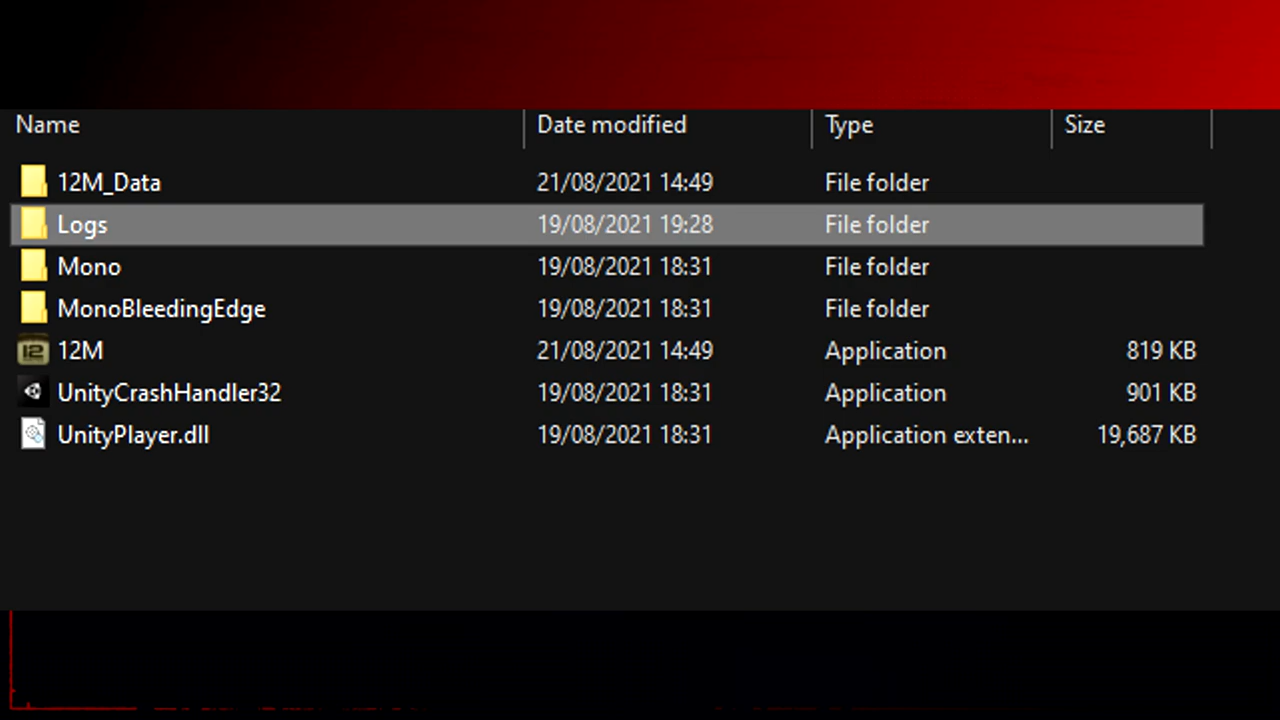 Name Date modified Type Size
12M_Data 21/08/2021 14:49 File folder
Logs 19/08/2021 19:28 File folder
Mono 19/08/2021 18:31 File folder
MonoBleedingEdge 19/08/2021 18:31 File folder
12 12M 21/08/2021 14:49 Application 819 KB
UnityCrashHandler32 19/08/2021 18:31 Application 901 KB
UnityPlayer.dll 19/08/2021 18:31 Application exten... 19,687 KB